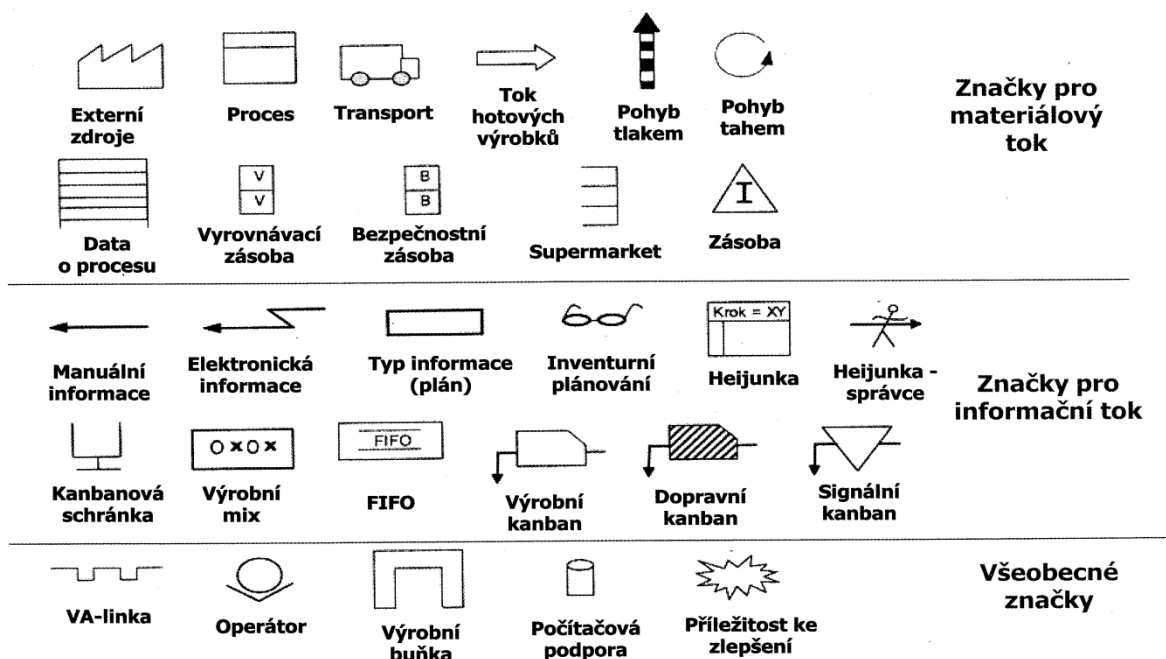 Externí
zdroje
Proces
Transport
Tok
hotových
výrobků
Pohyb
tlakem
Pohyb
tahem
Značky pro
materiálový
tok
Data
o procesu
V
V
Vyrovnávací
zásoba
B
B
Bezpečnostní
zásoba
Supermarket
I
Zásoba
Manuální
informace
Elektronická
informace
Typ informace
(plán)
Inventurní
plánování
Krok = XY
Heijunka
Heijunka -
správce
Značky pro
informační tok
Kanbanová
schránka
O x O x
Výrobní
mix
FIFO
FIFO
Výrobní
kanban
Dopravní
kanban
Signální
kanban
VA-linka
Operátor
Výrobní
buňka
Počítačová
podpora
Příležitost ke
zlepšení
Všeobecné
značky